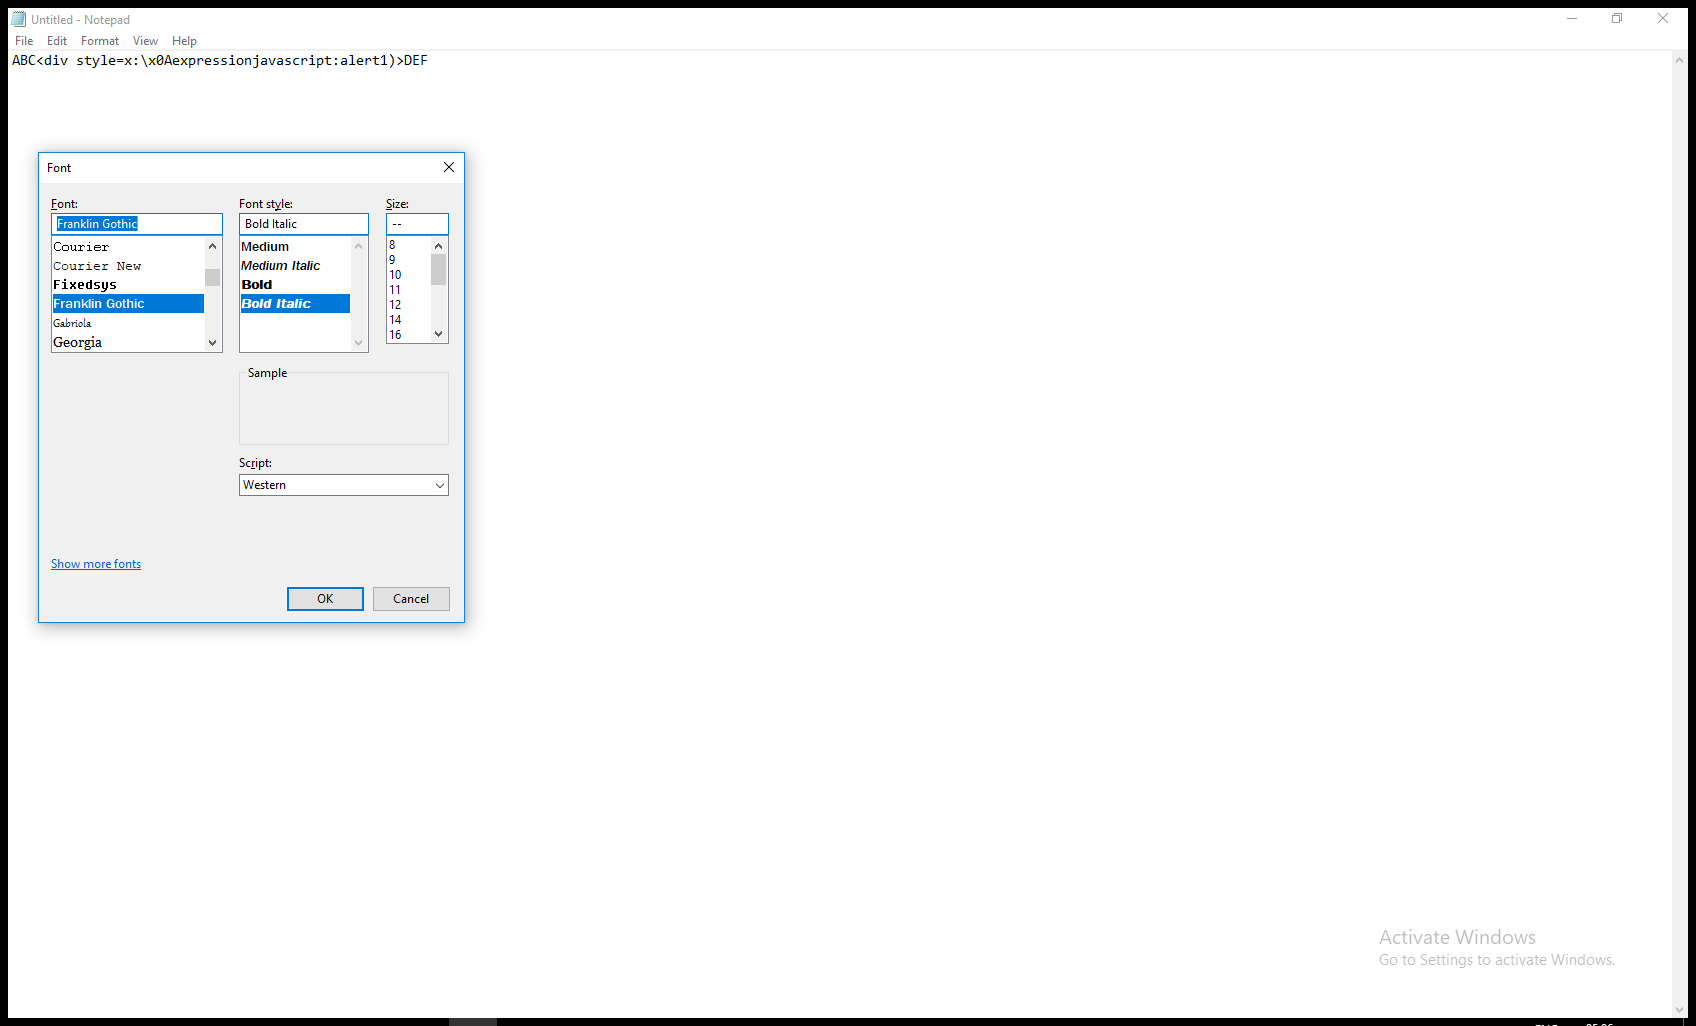 Untitled - Notepad
File Edit Format View Help
ABC<div style=x:\x0Aexpressionjavascript:alert1)>DEF
Font
Font: Font style: Size:
Franklin Gothic Bold Italic --
Courier
Courier New
Fixedsys
Franklin Gothic
Gabriola
Georgia
Medium
Medium Italic
Bold
Bold Italic
8
9
10
11
12
14
16
Sample
Script:
Western
Show more fonts
OK Cancel
Activate Windows
Go to Settings to activate Windows.